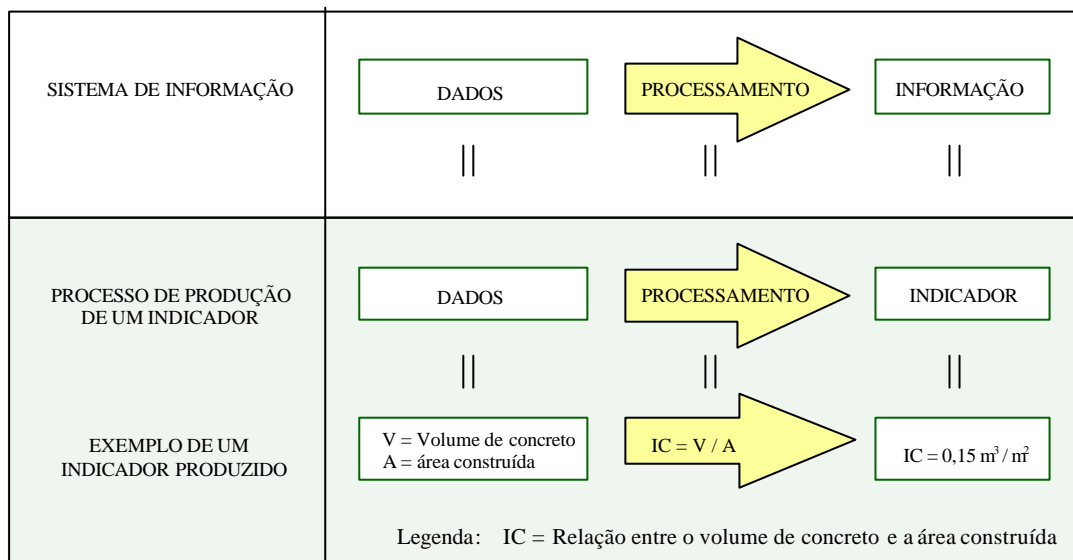 SISTEMA DE INFORMAÇÃO
DADOS
PROCESSAMENTO
INFORMAÇÃO
PROCESSO DE PRODUÇÃO
DE UM INDICADOR
DADOS
PROCESSAMENTO
INDICADOR
EXEMPLO DE UM
INDICADOR PRODUZIDO
V = Volume de concreto
A = área construída
IC = V / A
IC = 0,15 m³ / m²
Legenda: IC = Relação entre o volume de concreto e a área construída